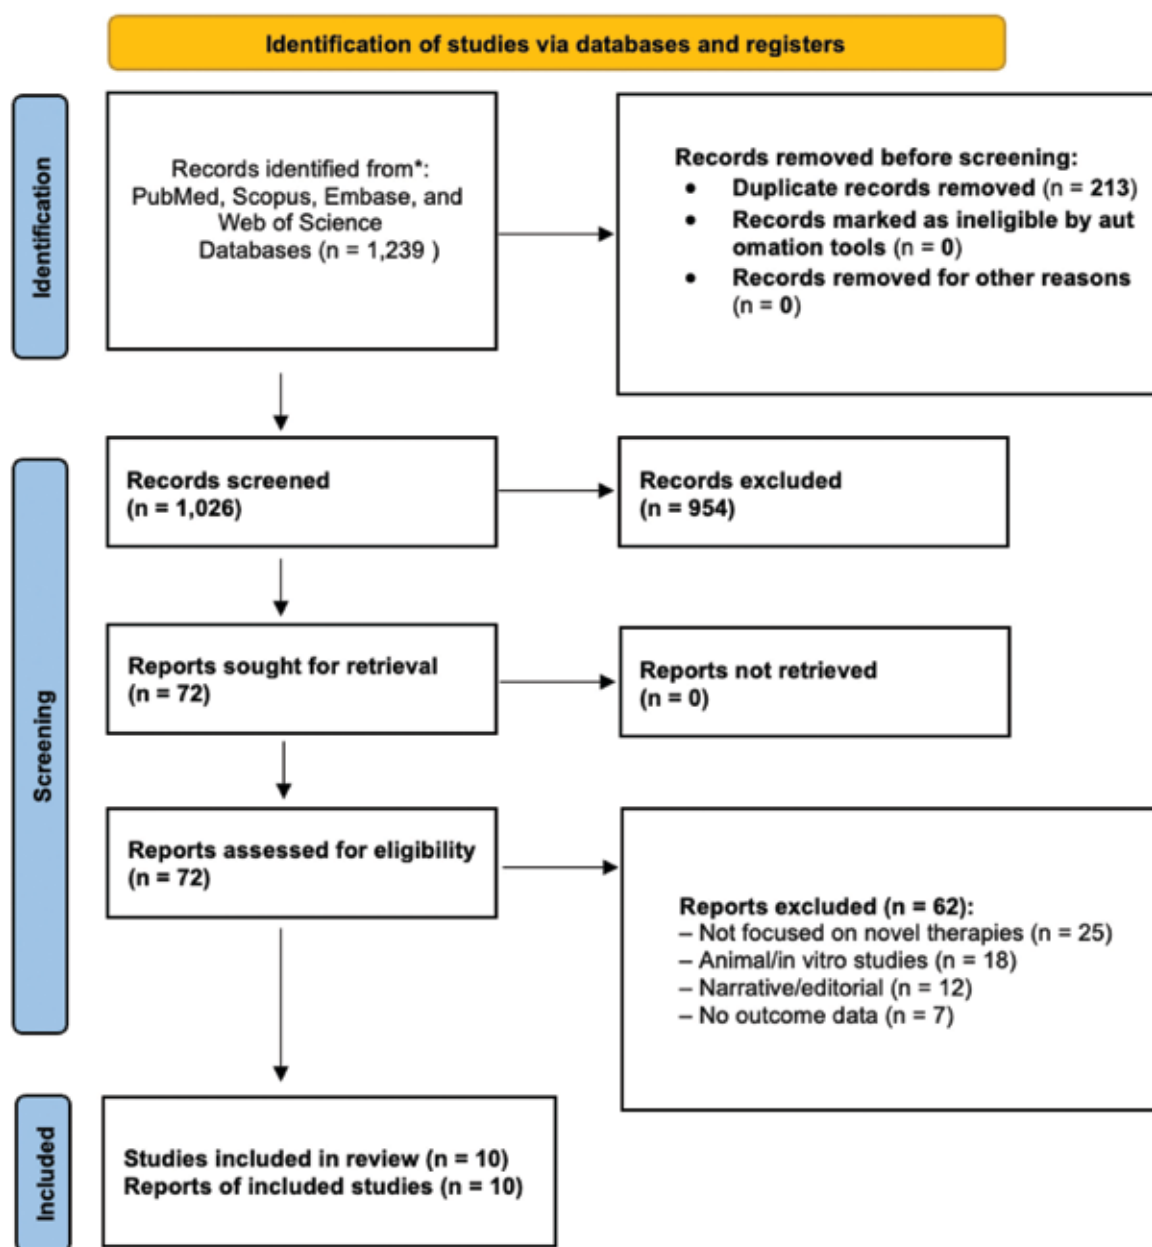 Identification of studies via databases and registers
Identification
Records identified from*:
PubMed, Scopus, Embase, and
Web of Science
Databases (n = 1,239 )
Records removed before screening:
• Duplicate records removed (n = 213)
• Records marked as ineligible by aut
omation tools (n = 0)
• Records removed for other reasons
(n = 0)
Screening
Records screened
(n = 1,026)
Records excluded
(n = 954)
Reports sought for retrieval
(n = 72)
Reports not retrieved
(n = 0)
Reports assessed for eligibility
(n = 72)
Reports excluded (n = 62):
– Not focused on novel therapies (n = 25)
– Animal/in vitro studies (n = 18)
– Narrative/editorial (n = 12)
– No outcome data (n = 7)
Included
Studies included in review (n = 10)
Reports of included studies (n = 10)